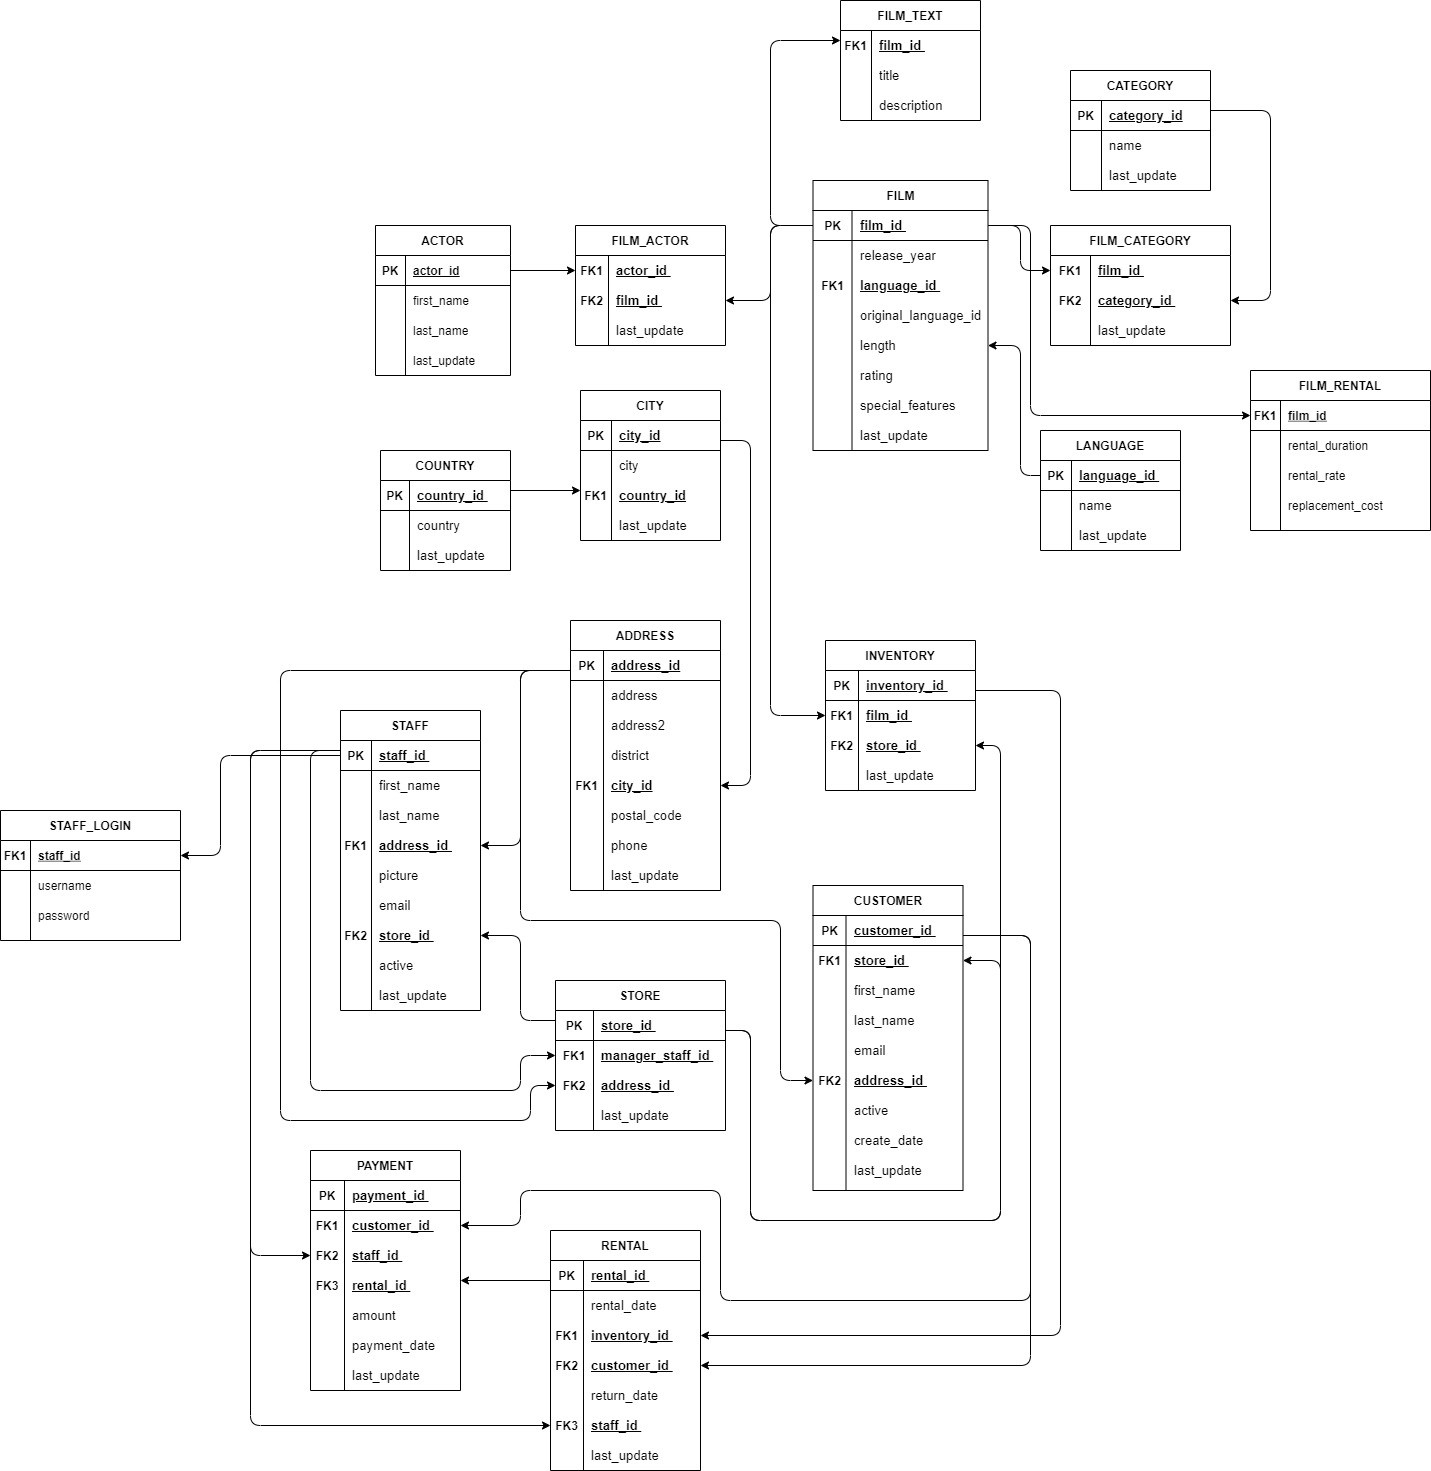 FILM_TEXT
FK1 film_id
title
description
CATEGORY
PK category_id
name
last_update
FILM
PK film_id
release_year
FK1 language_id
original_language_id
length
rating
special_features
last_update
ACTOR
PK actor_id
first_name
last_name
last_update
FILM_ACTOR
FK1 actor_id
FK2 film_id
last_update
FILM_CATEGORY
FK1 film_id
FK2 category_id
last_update
FILM_RENTAL
FK1 film_id
rental_duration
rental_rate
replacement_cost
CITY
PK city_id
city
FK1 country_id
last_update
COUNTRY
PK country_id
country
last_update
LANGUAGE
PK language_id
name
last_update
ADDRESS
PK address_id
address
address2
district
FK1 city_id
postal_code
phone
last_update
INVENTORY
PK inventory_id
FK1 film_id
FK2 store_id
last_update
STAFF
PK staff_id
first_name
last_name
FK1 address_id
picture
email
FK2 store_id
active
last_update
STAFF_LOGIN
FK1 staff_id
username
password
CUSTOMER
PK customer_id
FK1 store_id
first_name
last_name
email
FK2 address_id
active
create_date
last_update
STORE
PK store_id
FK1 manager_staff_id
FK2 address_id
last_update
PAYMENT
PK payment_id
FK1 customer_id
FK2 staff_id
FK3 rental_id
amount
payment_date
last_update
RENTAL
PK rental_id
rental_date
FK1 inventory_id
FK2 customer_id
return_date
FK3 staff_id
last_update